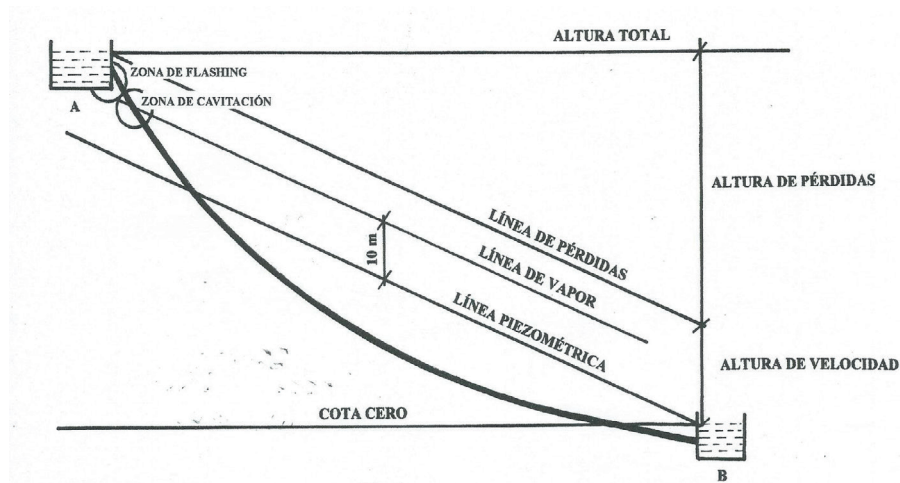 ALTURA TOTAL
ZONA DE FLASHING
A
ZONA DE CAVITACIÓN
ALTURA DE PÉRDIDAS
LÍNEA DE PÉRDIDAS
10 m
LÍNEA DE VAPOR
LÍNEA PIEZOMÉTRICA
ALTURA DE VELOCIDAD
COTA CERO
B